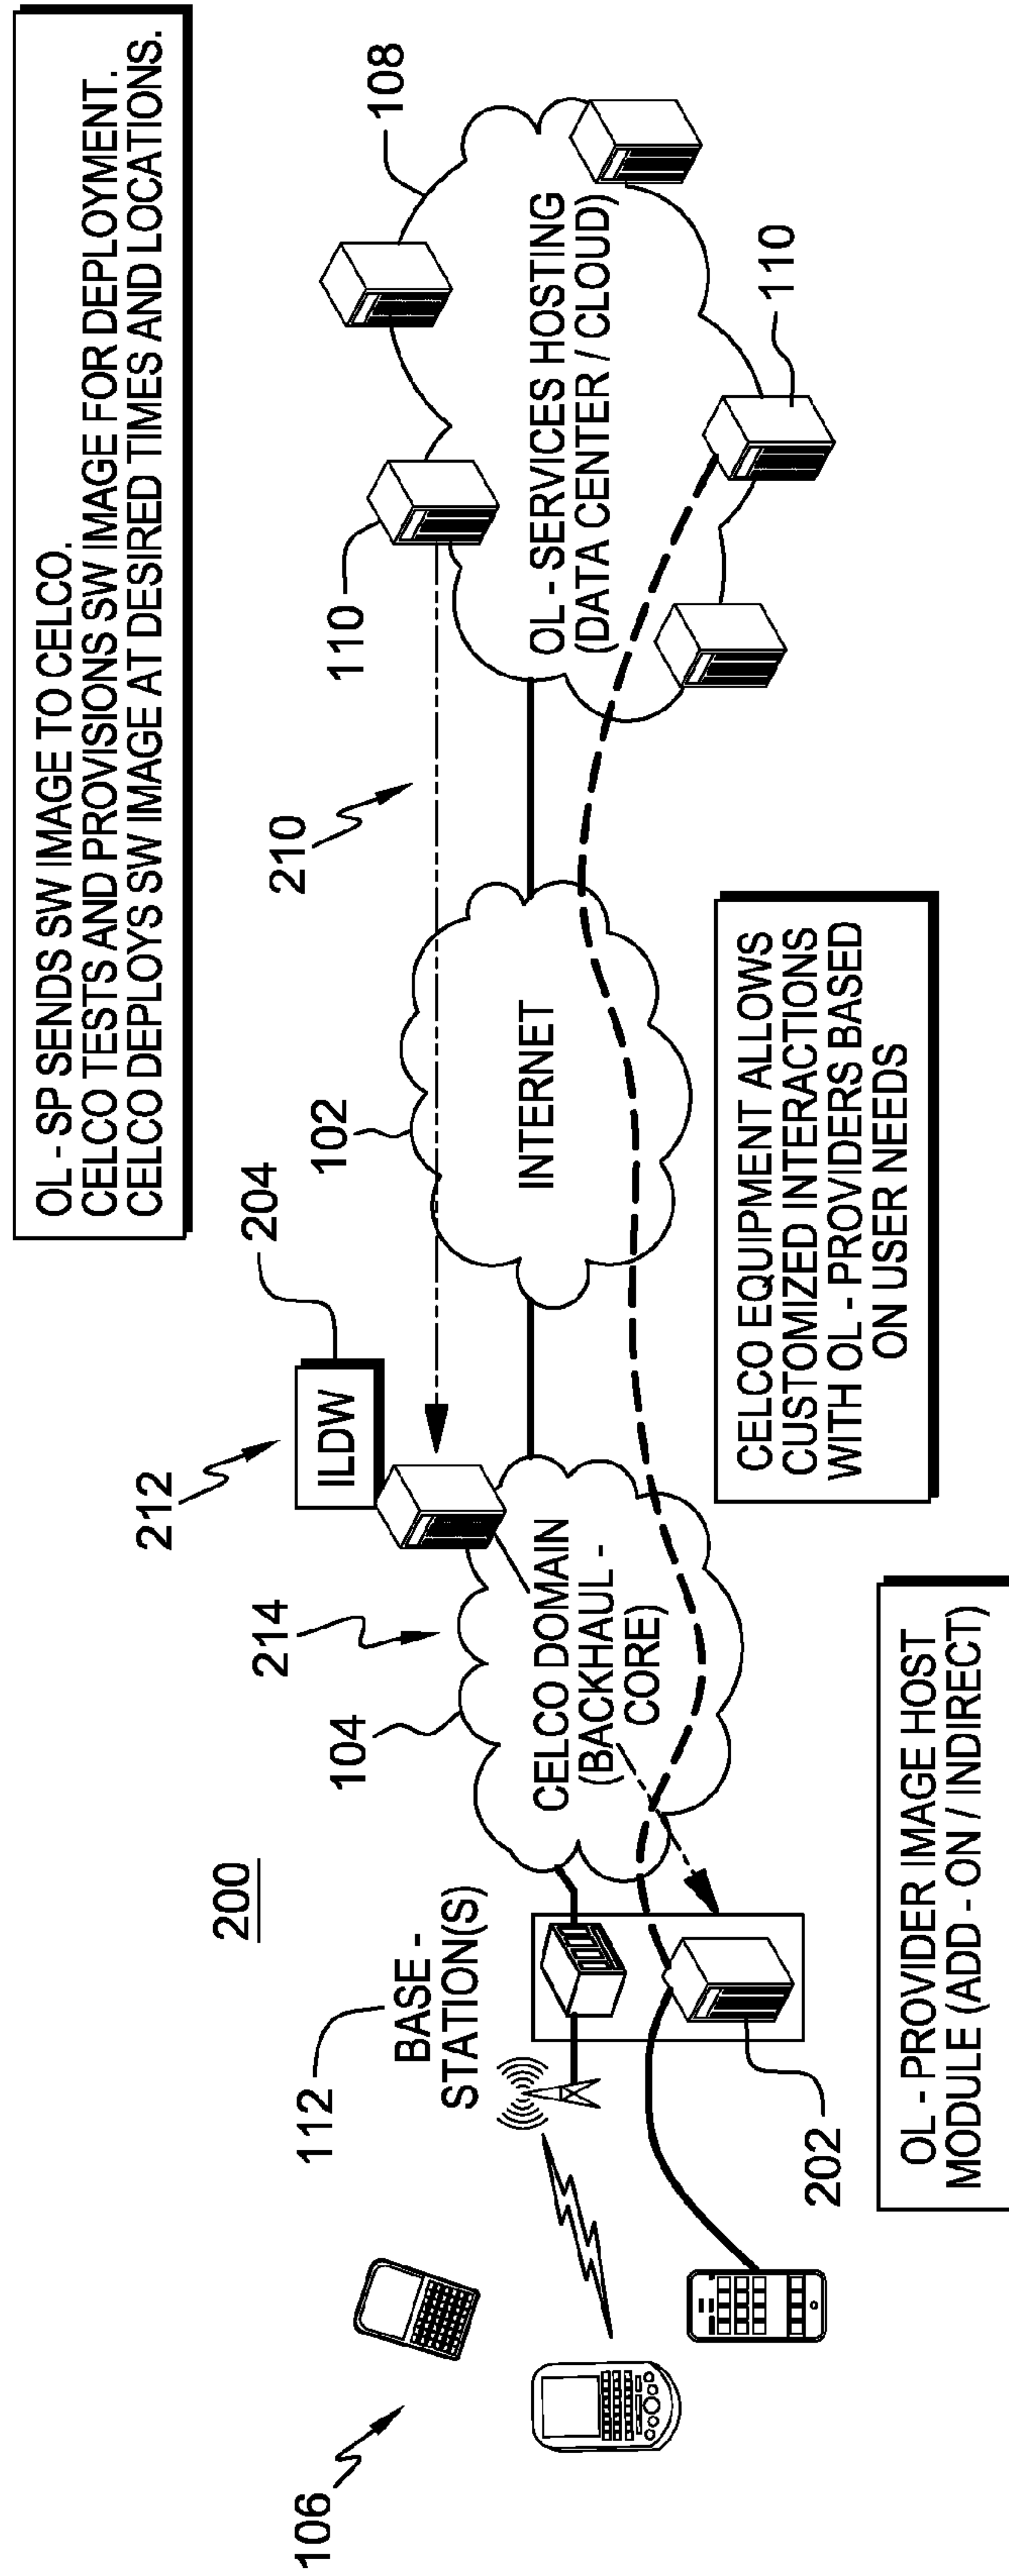 OL - SP SENDS SW IMAGE TO CELCO.
CELCO TESTS AND PROVISIONS SW IMAGE FOR DEPLOYMENT.
CELCO DEPLOYS SW IMAGE AT DESIRED TIMES AND LOCATIONS.
200
106
112
BASE -
STATION(S)
104
214
212
ILDW
204
102
210
110
108
CELCO DOMAIN
(BACKHAUL -
CORE)
INTERNET
OL - SERVICES HOSTING
(DATA CENTER / CLOUD)
110
202
CELCO EQUIPMENT ALLOWS
CUSTOMIZED INTERACTIONS
WITH OL - PROVIDERS BASED
ON USER NEEDS
OL - PROVIDER IMAGE HOST
MODULE (ADD - ON / INDIRECT)